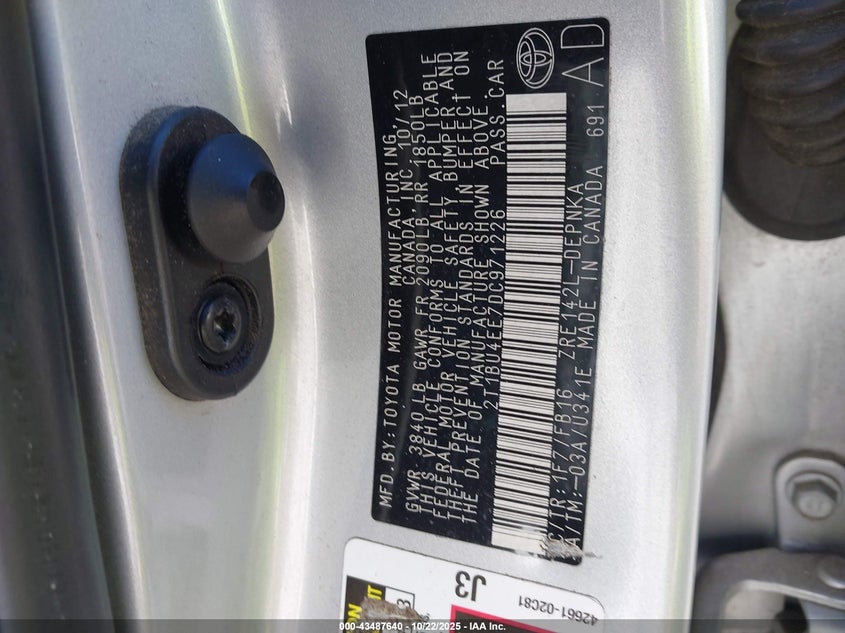 MFD.BY:TOYOTA MOTOR MANUFACTURING
CANADA, INC. 10/12
GVWR 3840LB GAWR FR 2090LB RR 1850LB
THIS VEHICLE CONFORMS TO ALL APPLICABLE
FEDERAL MOTOR VEHICLE SAFETY, BUMPER, AND
THEFT PREVENTION STANDARDS IN EFFECT ON
THE DATE OF MANUFACTURE SHOWN ABOVE.
2T1BU4EE7DC971226 PASS.CAR
C/TR:1F7/FB16 ZRE142L-DEPNKA
A/TM:-03A/U341E MADE IN CANADA 691
AD
J3
42661-02C81
000-43487640 - 10/22/2025 - IAA Inc.